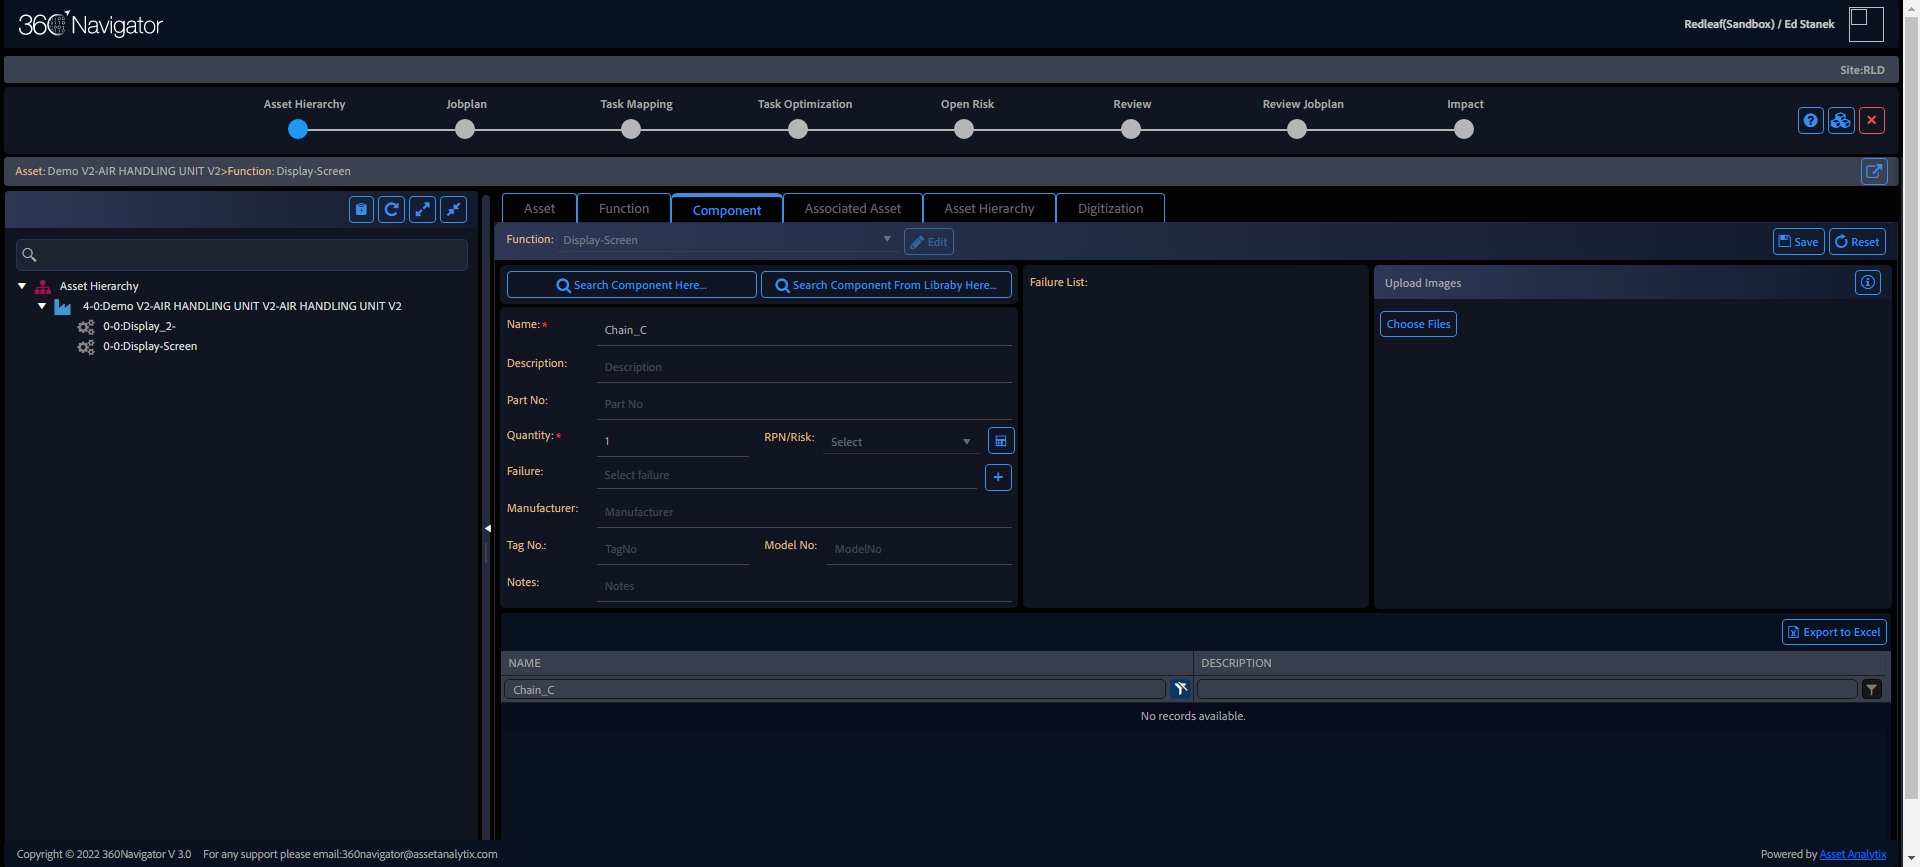 360 Navigator
Redleaf(Sandbox) / Ed Stanek
Site:RLD
Asset Hierarchy
Jobplan
Task Mapping
Task Optimization
Open Risk
Review
Review Jobplan
Impact
Asset: Demo V2-AIR HANDLING UNIT V2>Function: Display-Screen
Asset Hierarchy
4-0:Demo V2-AIR HANDLING UNIT V2-AIR HANDLING UNIT V2
0-0:Display_2-
0-0:Display-Screen
Asset
Function
Component
Associated Asset
Asset Hierarchy
Digitization
Function: Display-Screen
Edit
Save
Reset
Search Component Here...
Search Component From Libraby Here...
Name:* Chain_C
Description: Description
Part No: Part No
Quantity:* 1
RPN/Risk: Select
Failure: Select failure
+
Manufacturer: Manufacturer
Tag No.: TagNo
Model No: ModelNo
Notes: Notes
Failure List:
Upload Images
Choose Files
Export to Excel
NAME
DESCRIPTION
Chain_C
No records available.
Copyright © 2022 360Navigator V 3.0 For any support please email:360navigator@assetanalytix.com
Powered by Asset Analytix